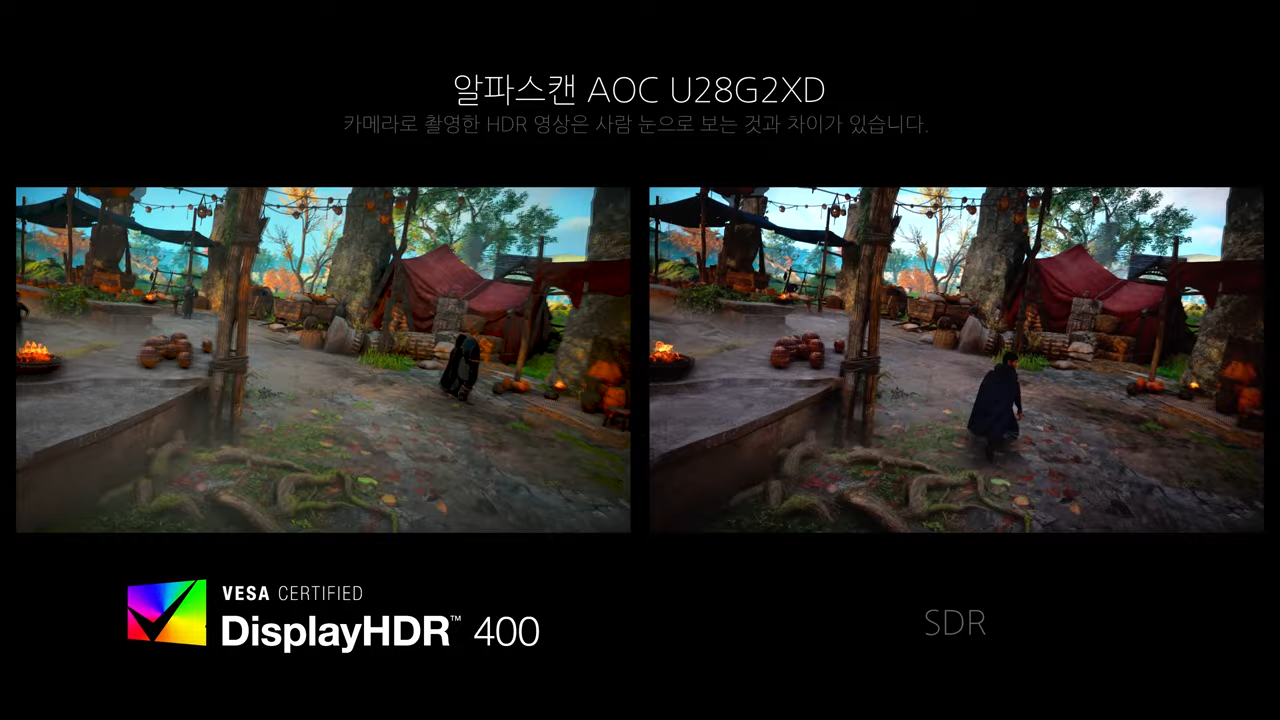 알파스캔 AOC U28G2XD
카메라로 촬영한 HDR 영상은 사람 눈으로 보는 것과 차이가 있습니다.
VESA CERTIFIED
DisplayHDR™ 400
SDR